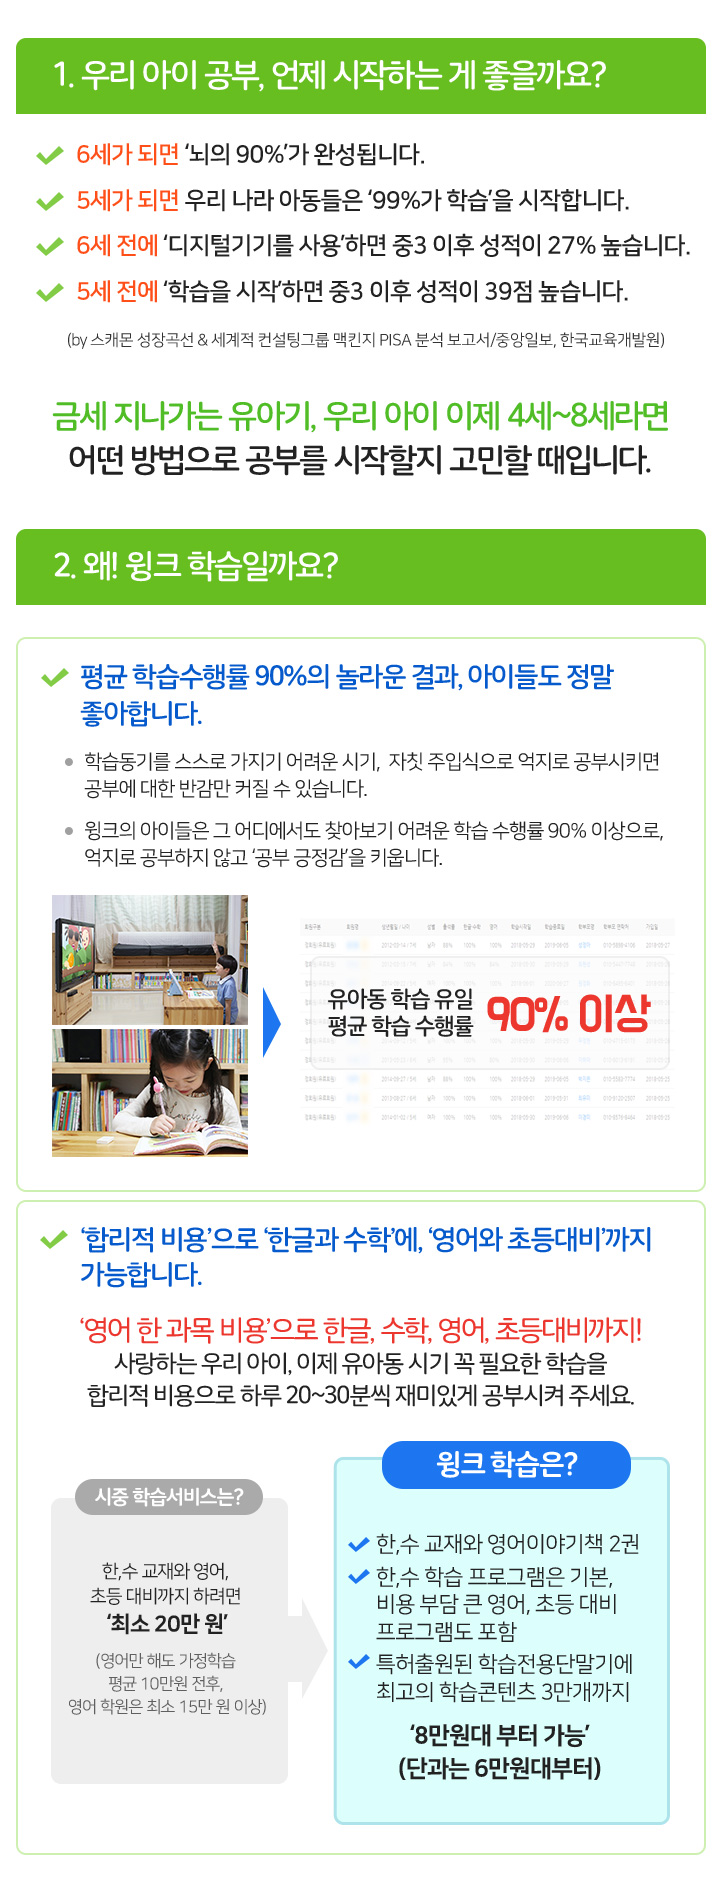 1. 우리 아이 공부, 언제 시작하는 게 좋을까요?
6세가 되면 ‘뇌의 90%’가 완성됩니다.
5세가 되면 우리 나라 아동들은 ‘99%가 학습’을 시작합니다.
6세 전에 ‘디지털기기를 사용’하면 중3 이후 성적이 27% 높습니다.
5세 전에 ‘학습을 시작’하면 중3 이후 성적이 39점 높습니다.
(by 스캐몬 성장곡선 & 세계적 컨설팅그룹 맥킨지 PISA 분석 보고서/중앙일보, 한국교육개발원)
금세 지나가는 유아기, 우리 아이 이제 4세~8세라면
어떤 방법으로 공부를 시작할지 고민할 때입니다.
2. 왜! 윙크 학습일까요?
평균 학습수행률 90%의 놀라운 결과, 아이들도 정말
좋아합니다.
학습동기를 스스로 가지기 어려운 시기, 자칫 주입식으로 억지로 공부시키면
공부에 대한 반감만 커질 수 있습니다.
윙크의 아이들은 그 어디에서도 찾아보기 어려운 학습 수행률 90% 이상으로,
억지로 공부하지 않고 ‘공부 긍정감’을 키웁니다.
유아동 학습 유일
평균 학습 수행률
90% 이상
‘합리적 비용’으로 ‘한글과 수학’에, ‘영어와 초등대비’까지
가능합니다.
‘영어 한 과목 비용’으로 한글, 수학, 영어, 초등대비까지!
사랑하는 우리 아이, 이제 유아동 시기 꼭 필요한 학습을
합리적 비용으로 하루 20~30분씩 재미있게 공부시켜 주세요.
시중 학습서비스는?
한,수 교재와 영어,
초등 대비까지 하려면
‘최소 20만 원’
(영어만 해도 가정학습
평균 10만원 전후,
영어 학원은 최소 15만 원 이상)
윙크 학습은?
한,수 교재와 영어이야기책 2권
한,수 학습 프로그램은 기본,
비용 부담 큰 영어, 초등 대비
프로그램도 포함
특허출원된 학습전용단말기에
최고의 학습콘텐츠 3만개까지
‘8만원대 부터 가능’
(단과는 6만원대부터)